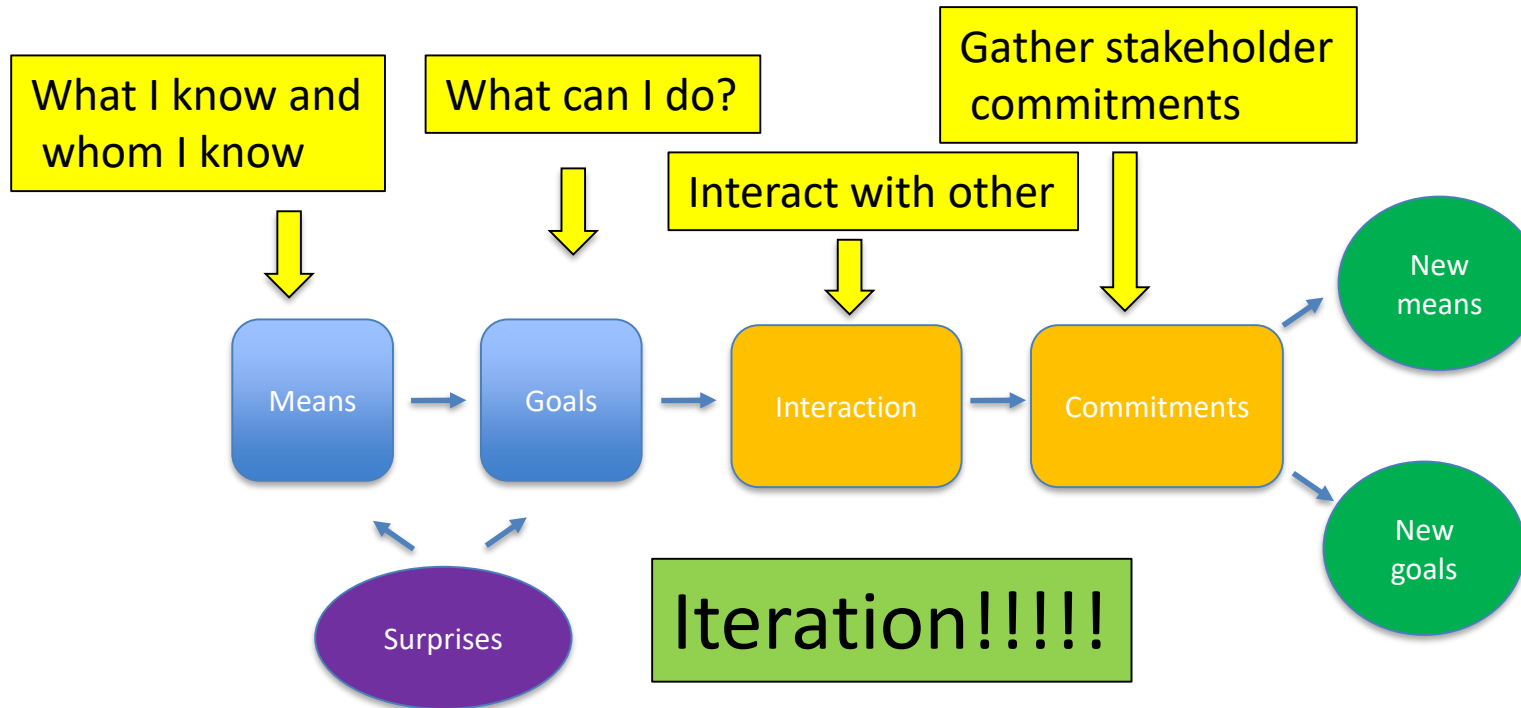 What I know and
whom I know
What can I do?
Interact with other
Gather stakeholder
commitments
Means
Goals
Interaction
Commitments
New
means
New
goals
Surprises
Iteration!!!!!